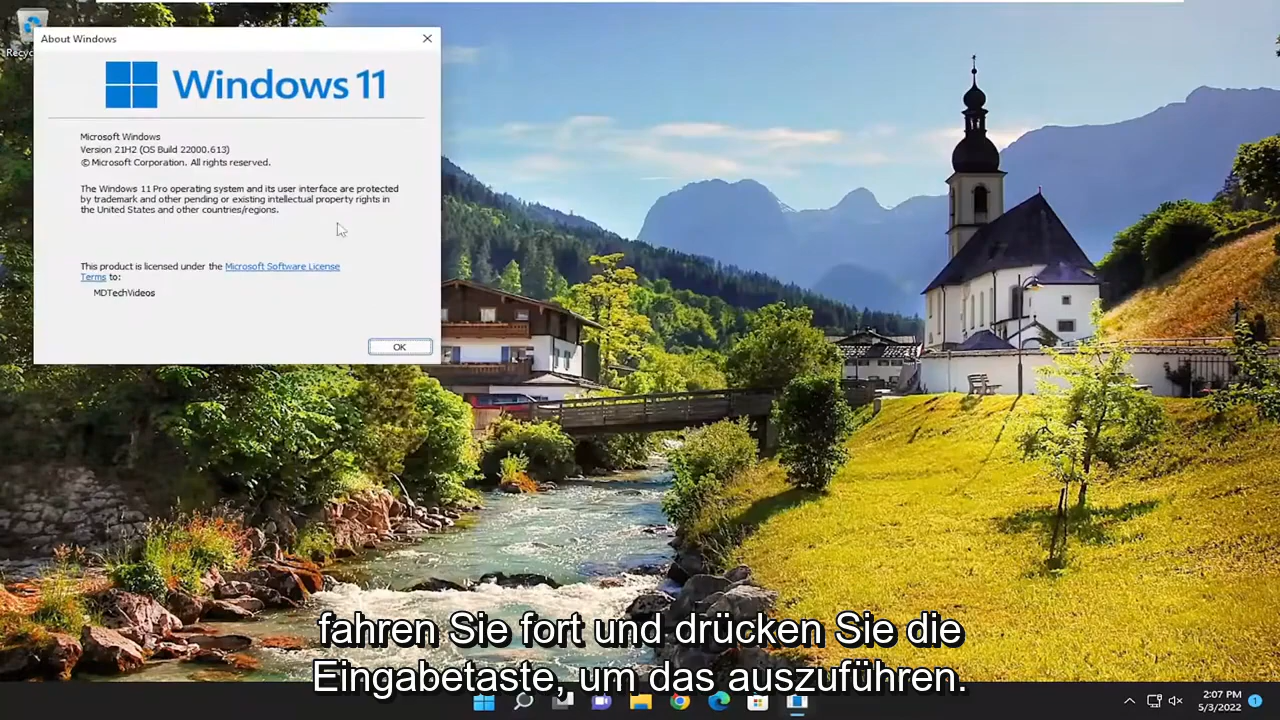 Recyc
About Windows
Windows 11
Microsoft Windows
Version 21H2 (OS Build 22000.613)
© Microsoft Corporation. All rights reserved.
The Windows 11 Pro operating system and its user interface are protected
by trademark and other pending or existing intellectual property rights in
the United States and other countries/regions.
This product is licensed under the Microsoft Software License
Terms to:
MDTechVideos
OK
fahren Sie fort und drücken Sie die
Eingabetaste, um das auszuführen.
2:07 PM
5/3/2022
1